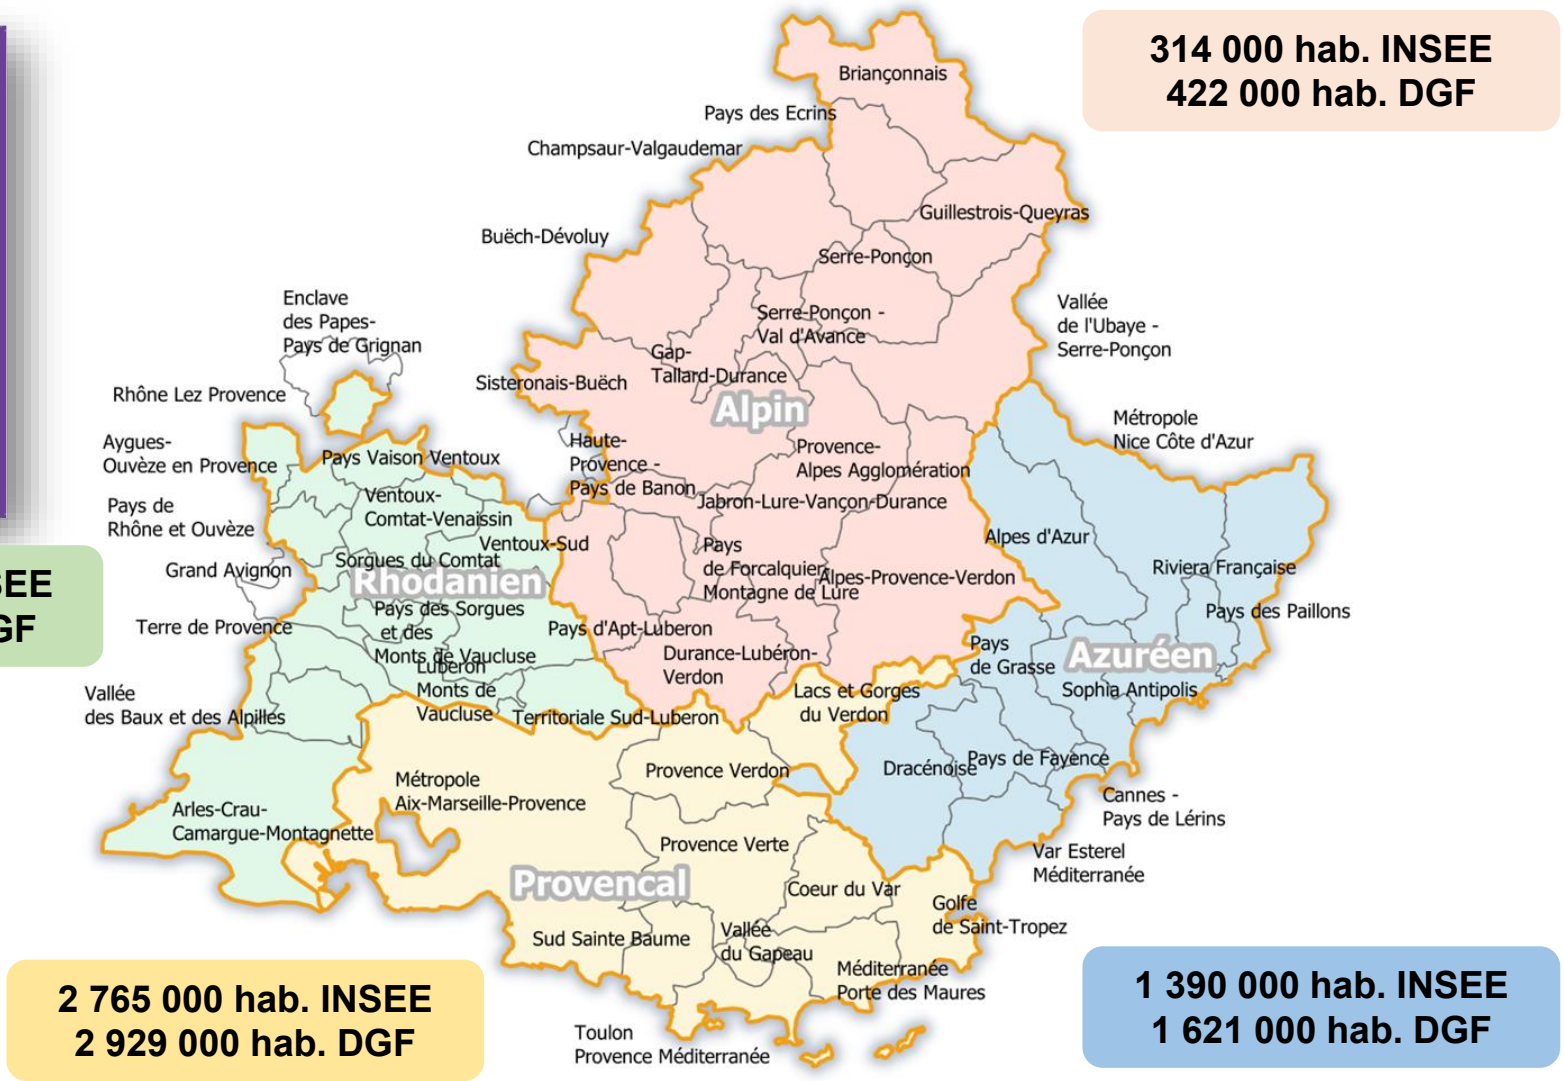 314 000 hab. INSEE
422 000 hab. DGF
Briançonnais
Pays des Ecrins
Champsaur-Valgaudemar
Guillestrois-Queyras
Buëch-Dévoluy
Serre-Ponçon
Enclave
des Papes-
Pays de Grignan
Serre-Ponçon -
Val d'Avance
Vallée
de l'Ubaye -
Serre-Ponçon
Gap-
Tallard-Durance
Sisteronais-Buëch
Rhône Lez Provence
Alpin
Métropole
Nice Côte d'Azur
Aygues-
Ouvèze en Provence
Pays Vaison Ventoux
Haute-
Provence -
Pays de Banon
Provence-
Alpes Agglomération
Jabron-Lure-Vançon-Durance
Pays de
Rhône et Ouvèze
Ventoux-
Comtat-Venaissin
Ventoux-Sud
Alpes d'Azur
Sorgues du Comtat
Grand Avignon
Rhodanien
Pays
de Forcalquier
Montagne de Lure
Alpes-Provence-Verdon
Riviera Française
Pays des Paillons
SEE
GF
Terre de Provence
Pays des Sorgues
et des
Monts de Vaucluse
Pays d'Apt-Luberon
Durance-Lubéron-
Verdon
Pays
de Grasse
Azuréen
Sophia Antipolis
Luberon
Monts de
Vaucluse
Territoriale Sud-Luberon
Lacs et Gorges
du Verdon
Vallée
des Baux et des Alpilles
Métropole
Aix-Marseille-Provence
Provence Verdon
Dracénoise
Pays de Fayence
Cannes -
Pays de Lérins
Arles-Crau-
Camargue-Montagnette
Provence Verte
Var Esterel
Méditerranée
Provencal
Coeur du Var
Golfe
de Saint-Tropez
Sud Sainte Baume
Vallée
du Gapeau
Méditerranée
Porte des Maures
Toulon
Provence Méditerranée
2 765 000 hab. INSEE
2 929 000 hab. DGF
1 390 000 hab. INSEE
1 621 000 hab. DGF